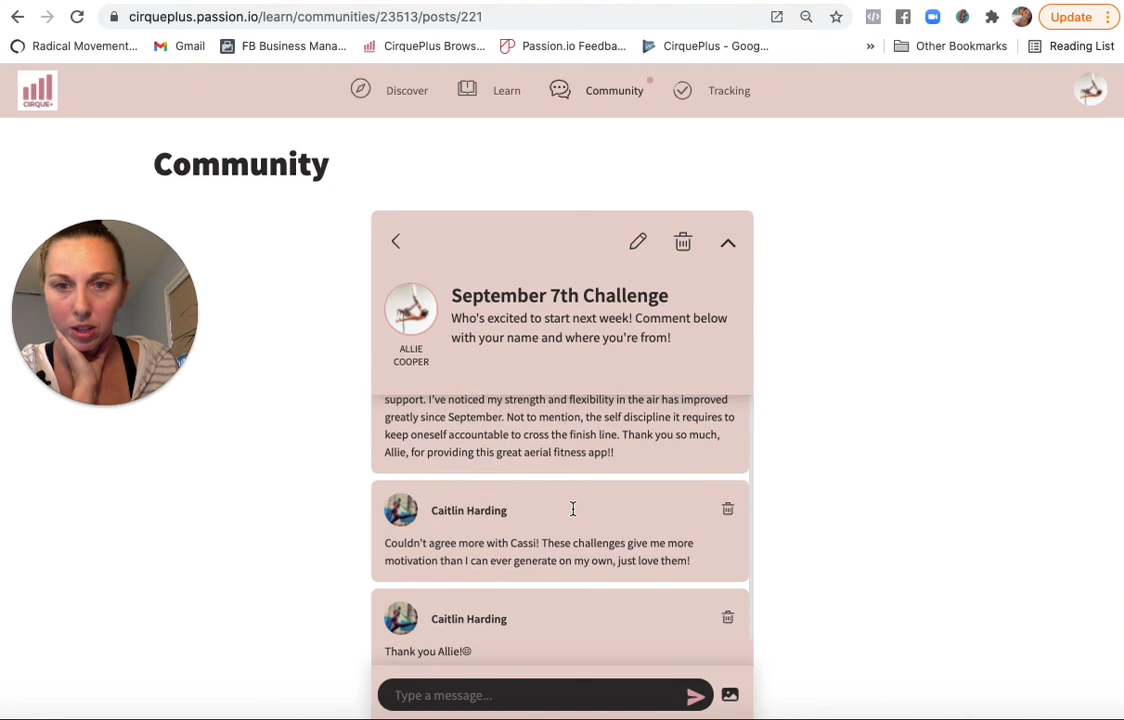 cirqueplus.passion.io/learn/communities/23513/posts/221
Update
Radical Movement...
Gmail
FB Business Mana...
CirquePlus Brows...
Passion.io Feedba...
CirquePlus - Goog...
»
Other Bookmarks
Reading List
CIRQUE+
Discover
Learn
Community
Tracking
Community
September 7th Challenge
Who's excited to start next week! Comment below
with your name and where you're from!
ALLIE
COOPER
support. I've noticed my strength and flexibility in the air has improved
greatly since September. Not to mention, the self discipline it requires to
keep oneself accountable to cross the finish line. Thank you so much,
Allie, for providing this great aerial fitness app!!
Caitlin Harding
Couldn't agree more with Cassi! These challenges give me more
motivation than I can ever generate on my own, just love them!
Caitlin Harding
Thank you Allie!☺
Type a message...